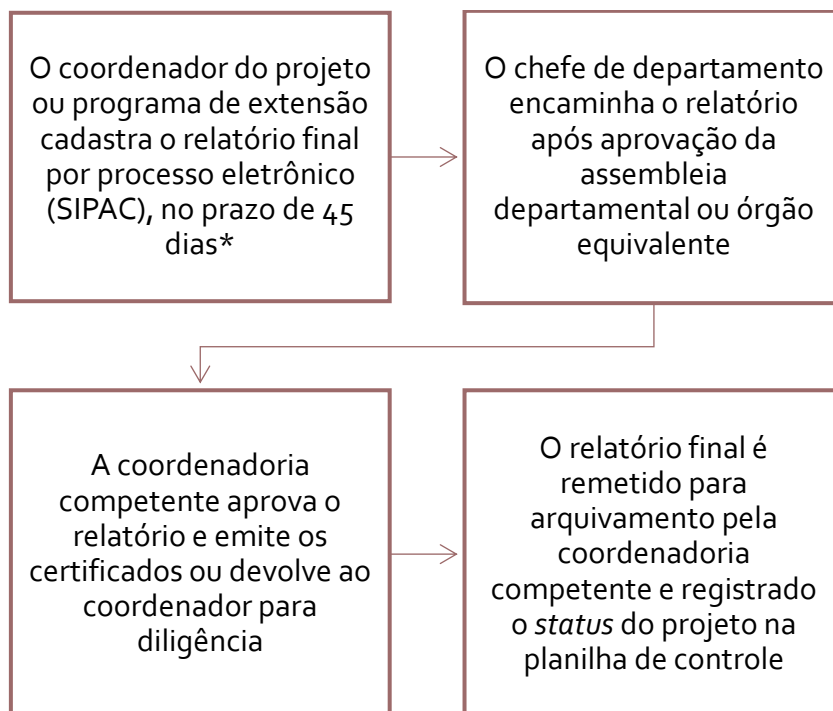 O coordenador do projeto
ou programa de extensão
cadastra o relatório final
por processo eletrônico
(SIPAC), no prazo de 45
dias*
O chefe de departamento
encaminha o relatório
após aprovação da
assembleia
departamental ou órgão
equivalente
A coordenadoria
competente aprova o
relatório e emite os
certificados ou devolve ao
coordenador para
diligência
O relatório final é
remetido para
arquivamento pela
coordenadoria
competente e registrado
o status do projeto na
planilha de controle